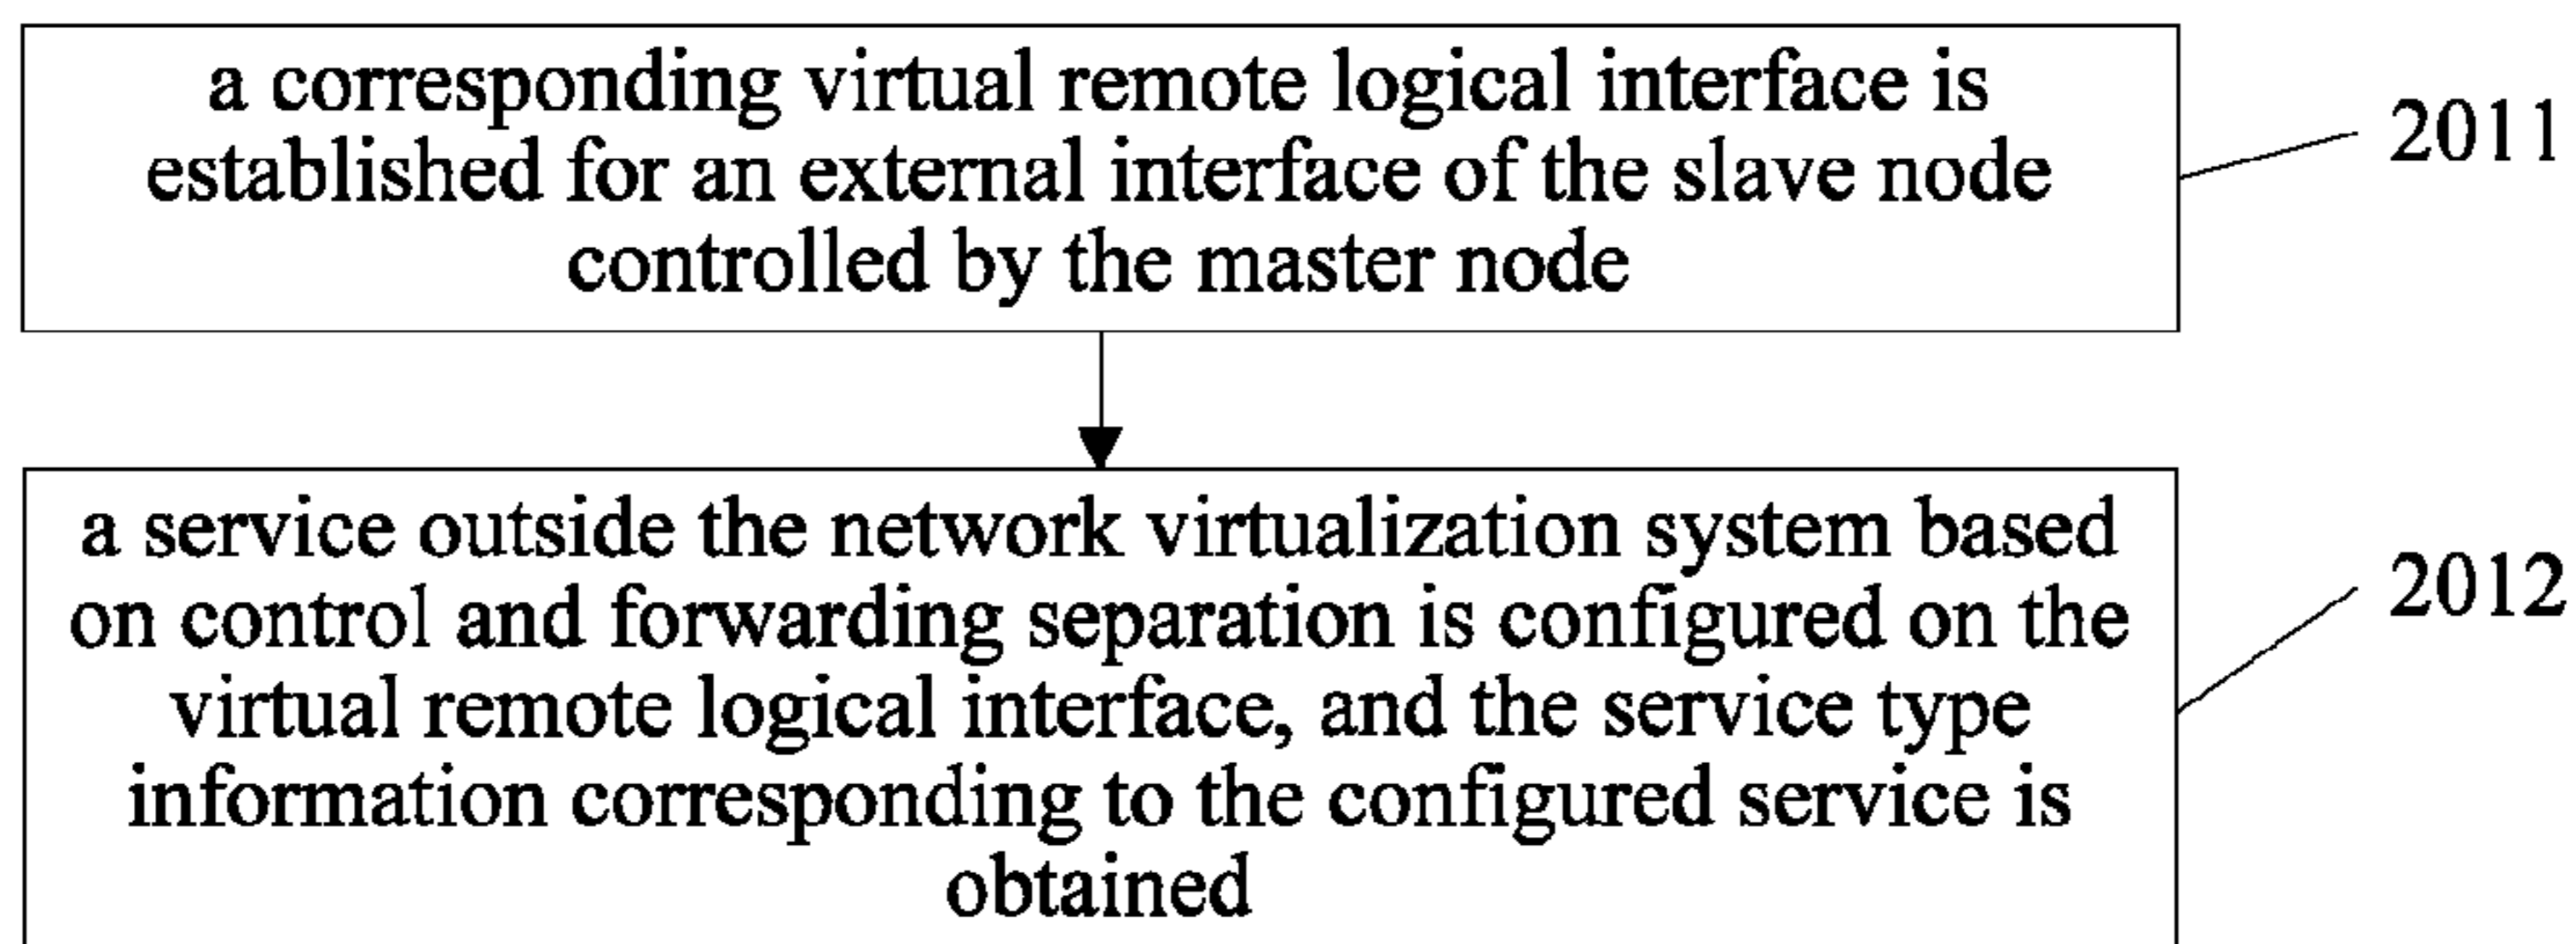 a corresponding virtual remote logical interface is
established for an external interface of the slave node
controlled by the master node
2011
a service outside the network virtualization system based
on control and forwarding separation is configured on the
virtual remote logical interface, and the service type
information corresponding to the configured service is
obtained
2012